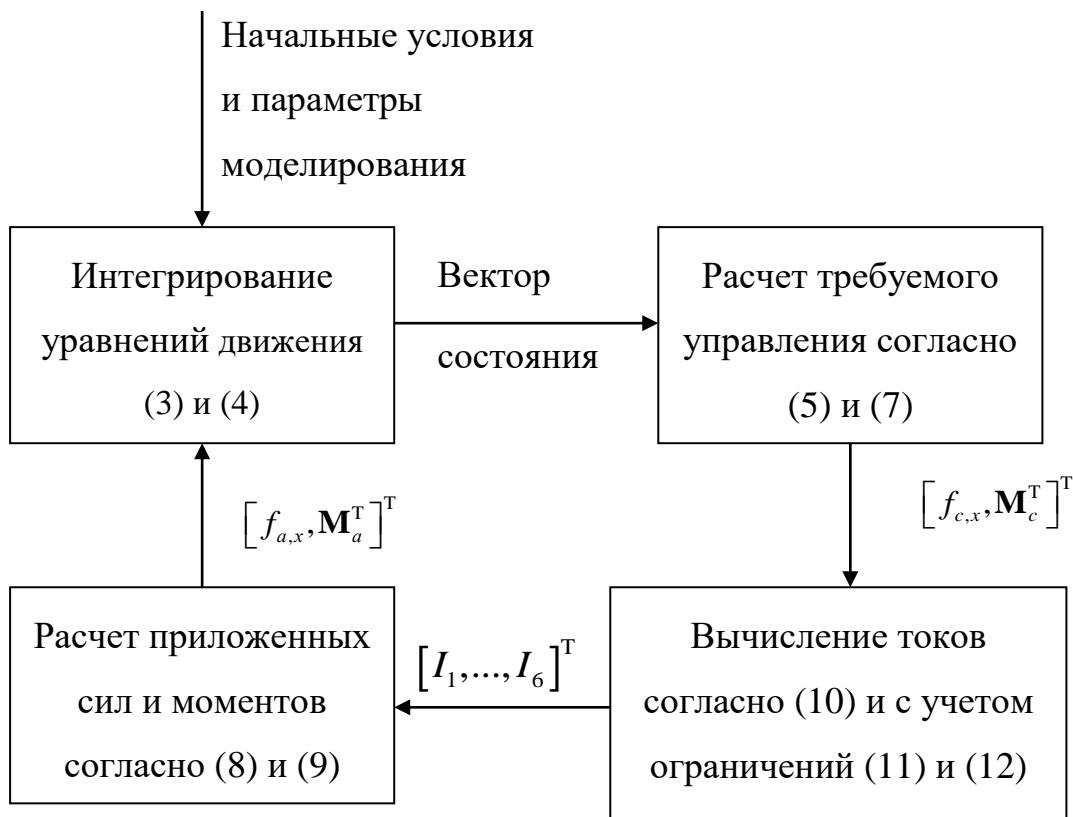 Начальные условия
и параметры
моделирования
Интегрирование
уравнений движения
(3) и (4)
Вектор
состояния
Расчет требуемого
управления согласно
(5) и (7)
[f_{a,x}, M_a^T]^T
[f_{c,x}, M_c^T]^T
Расчет приложенных
сил и моментов
согласно (8) и (9)
[I_1,..., I_6]^T
Вычисление токов
согласно (10) и с учетом
ограничений (11) и (12)